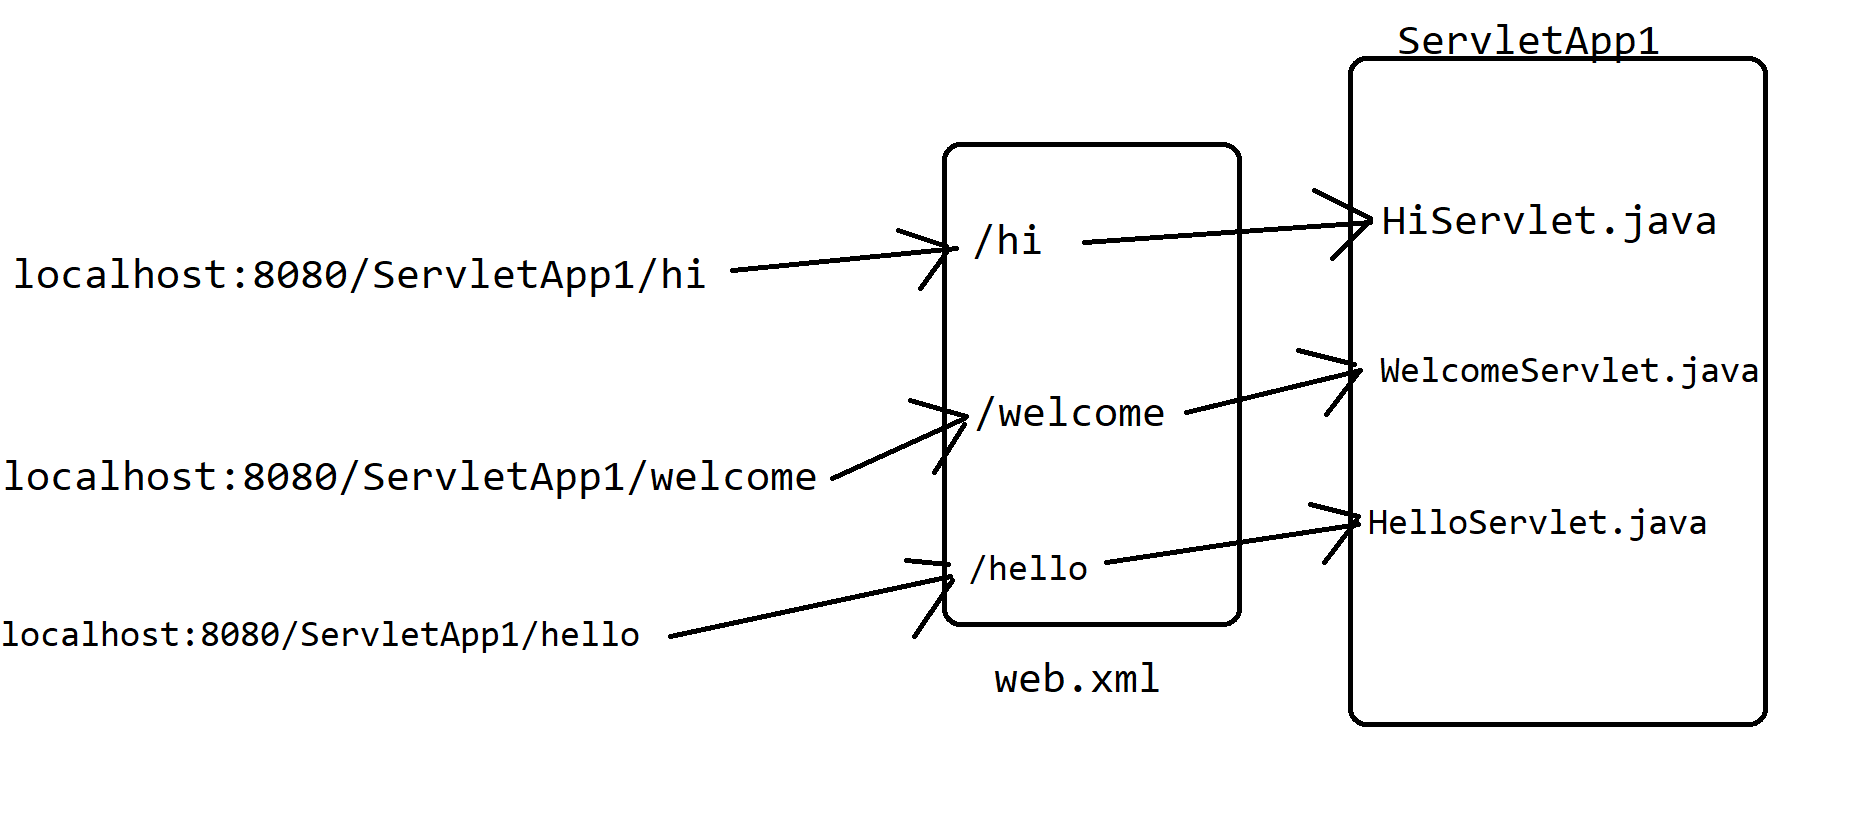 ServletApp1
localhost:8080/ServletApp1/hi
/hi
HiServlet.java
localhost:8080/ServletApp1/welcome
/welcome
WelcomeServlet.java
localhost:8080/ServletApp1/hello
/hello
HelloServlet.java
web.xml